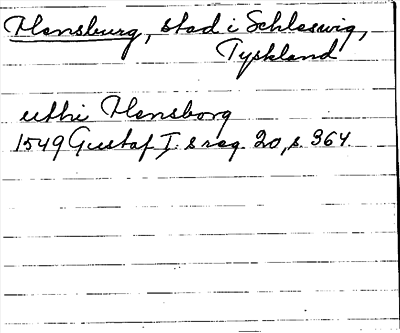 Flensburg, stad i Schleswig,
Tyskland
uthi Flensborg
1549 Gustaf I:s reg. 20, s. 364.